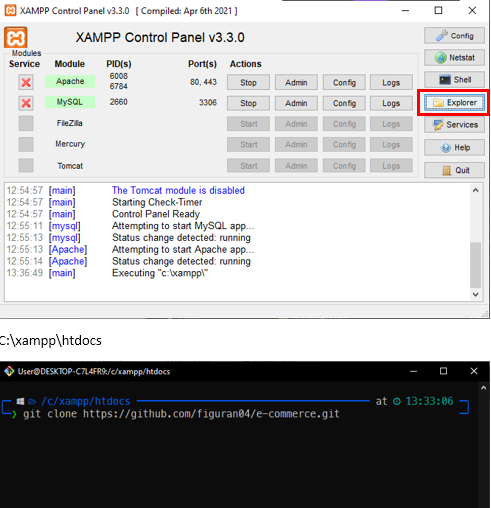 XAMPP Control Panel v3.3.0 [ Compiled: Apr 6th 2021 ]
XAMPP Control Panel v3.3.0
Config
Modules
Service Module PID(s) Port(s) Actions
Netstat
Apache 6008 6784 80, 443 Stop Admin Config Logs
Shell
MySQL 2660 3306 Stop Admin Config Logs
Explorer
FileZilla Start Admin Config Logs
Services
Mercury Start Admin Config Logs
Help
Tomcat Start Admin Config Logs
Quit
12:54:57 [main] The Tomcat module is disabled
12:54:57 [main] Starting Check-Timer
12:54:57 [main] Control Panel Ready
12:55:11 [mysql] Attempting to start MySQL app...
12:55:13 [mysql] Status change detected: running
12:55:13 [Apache] Attempting to start Apache app...
12:55:14 [Apache] Status change detected: running
13:36:49 [main] Executing "c:\xampp\"
C:\xampp\htdocs
User@DESKTOP-C7L4FR9:/c/xampp/htdocs
/c/xampp/htdocs at 13:33:06
git clone https://github.com/figuran04/e-commerce.git